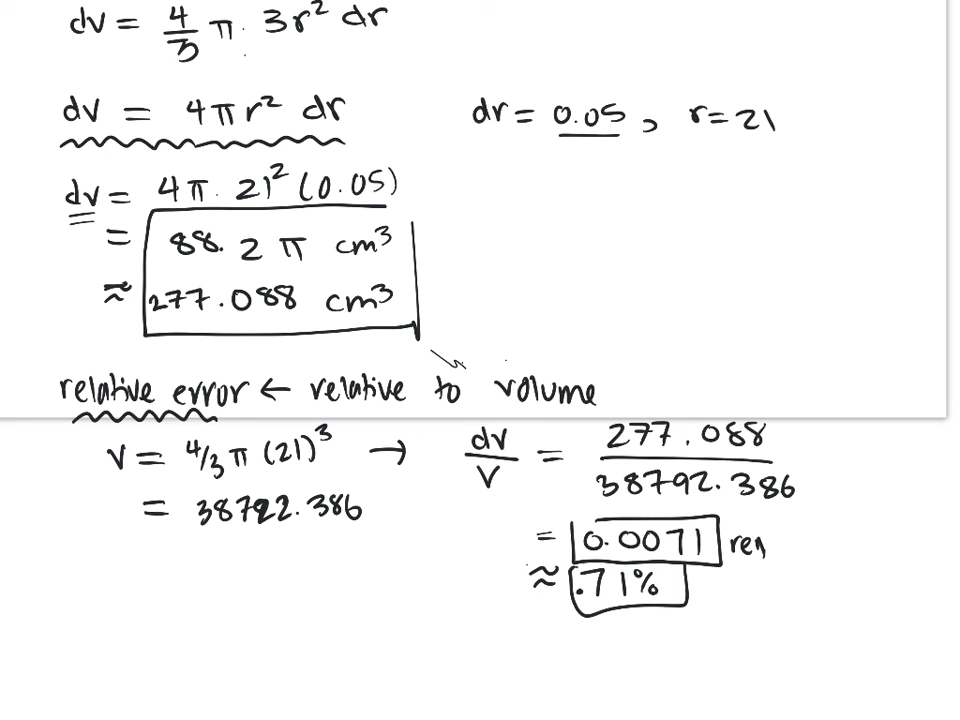 dv = 4/3 π · 3r² dr
dv = 4πr² dr
dr = 0.05, r=21
dv = 4π · 21² (0.05)
= 88.2 π cm³
≈ 277.088 cm³
relative error ← relative to volume
V = 4/3 π (21)³ → dv/V = 277.088/38792.386
= 38792.386
= 0.0071
≈ .71%